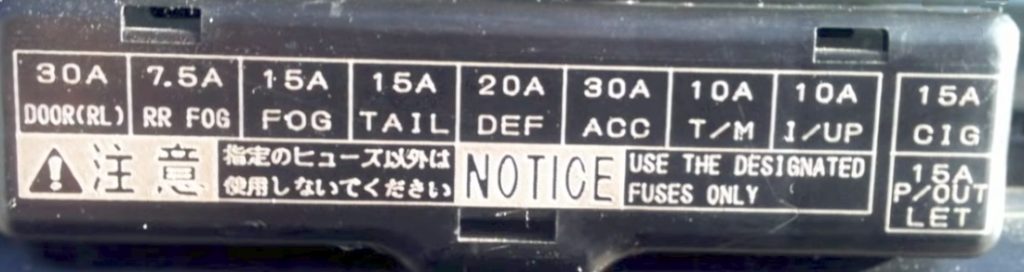 30A 7.5A 15A 15A 20A 30A 10A 10A 15A
DOOR(RL) RR FOG FOG TAIL DEF ACC T/M I/UP CIG
注意 指定のヒューズ以外は
使用しないでください
NOTICE USE THE DESIGNATED
FUSES ONLY
15A
P/OUT
LET